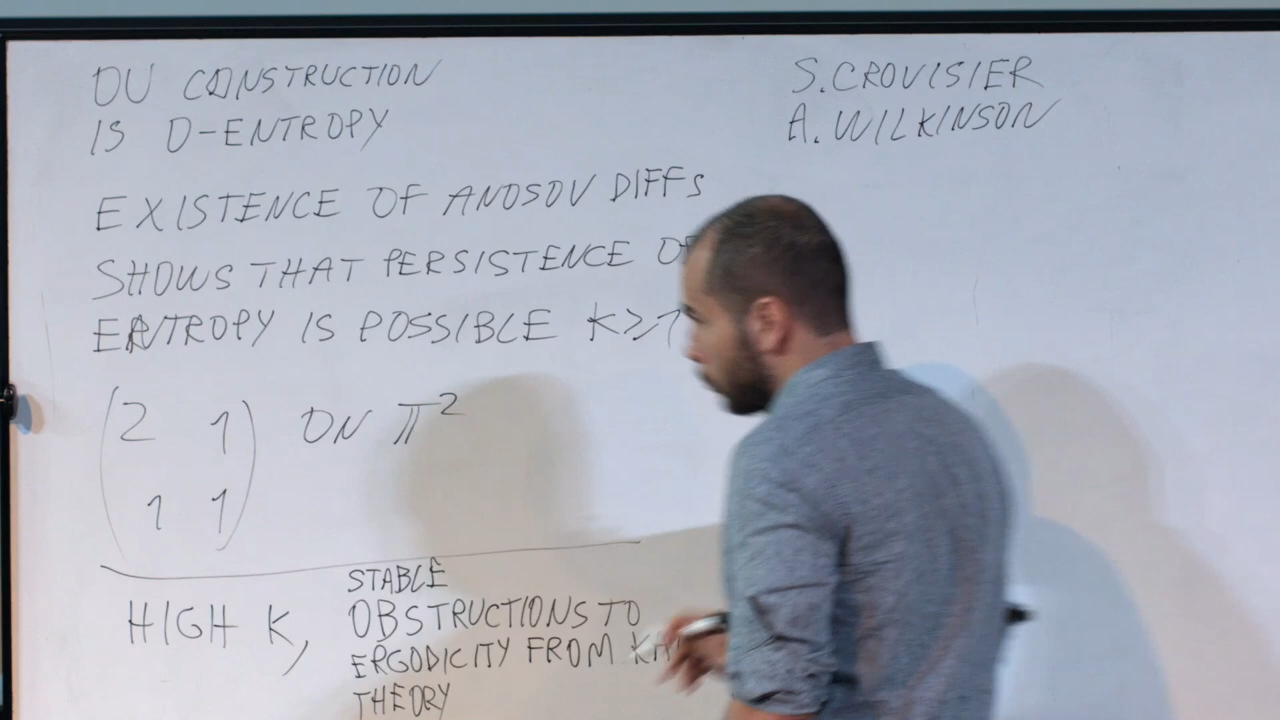 OU CONSTRUCTION
IS 0-ENTROPY
S.CROVISIER
A.WILKINSON
EXISTENCE OF ANOSOV DIFFS
SHOWS THAT PERSISTENCE OF
ENTROPY IS POSSIBLE K≥1
(2 1
1 1) ON 𝕋²
HIGH K,
STABLE
OBSTRUCTIONS TO
ERGODICITY FROM
THEORY